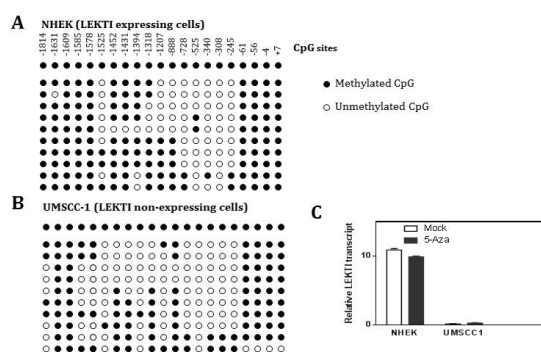 A
NHEK (LEKTI expressing cells)
-1814
-1631
-1609
-1585
-1578
-1525
-1452
-1431
-1394
-1318
-1207
-888
-728
-525
-340
-308
-245
-61
-56
-4
+7
CpG sites
Methylated CpG
Unmethylated CpG
B
UMSCC-1 (LEKTI non-expressing cells)
C
Mock
5-Aza
Relative LEKTI transcript
10
0
NHEK
UMSCC1